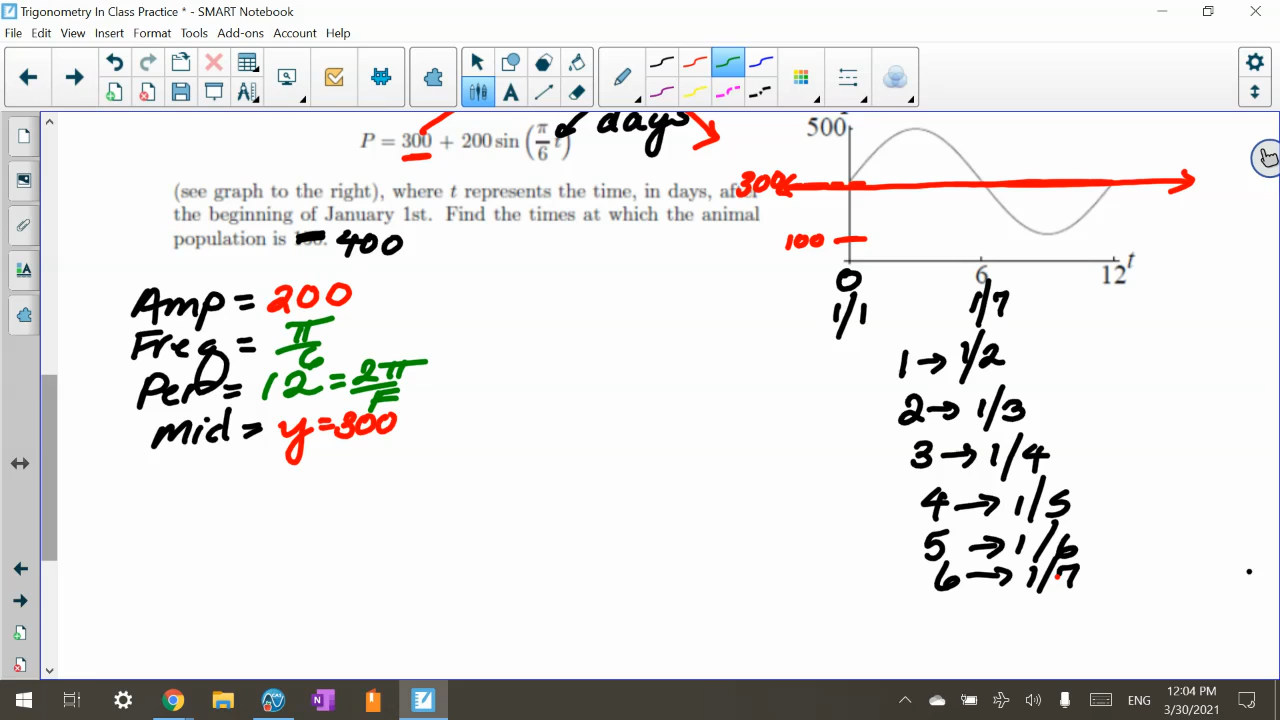 Trigonometry In Class Practice * - SMART Notebook
File Edit View Insert Format Tools Add-ons Account Help
P = 300 + 200 sin (π/6 t)
days
(see graph to the right), where t represents the time, in days, after
the beginning of January 1st. Find the times at which the animal
population is 400
500
300
100
0
6
12
t
1/1
1/7
Amp = 200
Freq = π/6
Per = 12 = 2π/F
mid = y=300
1 → 1/2
2 → 1/3
3 → 1/4
4 → 1/5
5 → 1/6
6 → 1/7
ENG
12:04 PM
3/30/2021